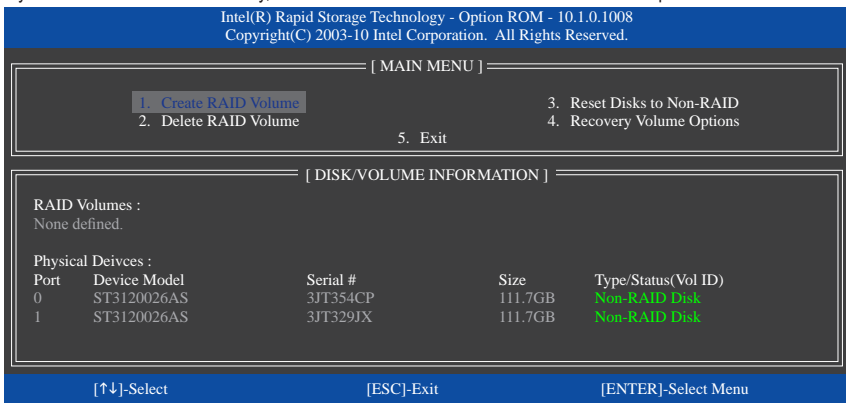 Intel(R) Rapid Storage Technology - Option ROM - 10.1.0.1008
Copyright(C) 2003-10 Intel Corporation. All Rights Reserved.
[ MAIN MENU ]
1. Create RAID Volume 3. Reset Disks to Non-RAID
2. Delete RAID Volume 4. Recovery Volume Options
5. Exit
[ DISK/VOLUME INFORMATION ]
RAID Volumes :
None defined.
Physical Deivces :
Port Device Model Serial # Size Type/Status(Vol ID)
0 ST3120026AS 3JT354CP 111.7GB Non-RAID Disk
1 ST3120026AS 3JT329JX 111.7GB Non-RAID Disk
[↑↓]-Select [ESC]-Exit [ENTER]-Select Menu